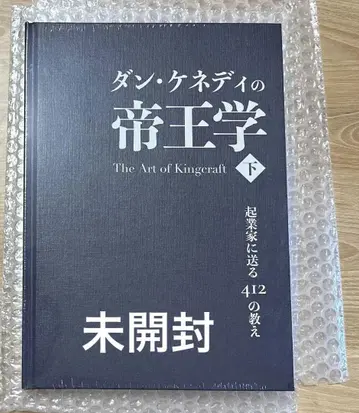 ダン・ケネディの
帝王学
The Art of Kingcraft 下
起業家に送る
412の教え
未開封